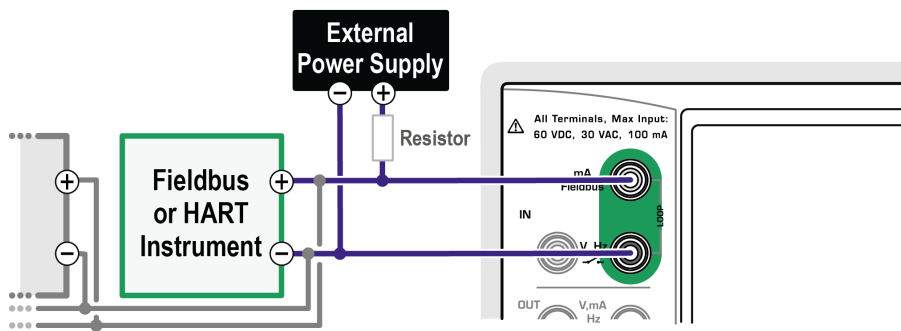 External
Power Supply
−
+
Resistor
All Terminals, Max Input:
60 VDC, 30 VAC, 100 mA
+
Fieldbus
or HART
Instrument
+
−
−
mA
Fieldbus
LOOP
IN
V, Hz
OUT
V,mA
Hz